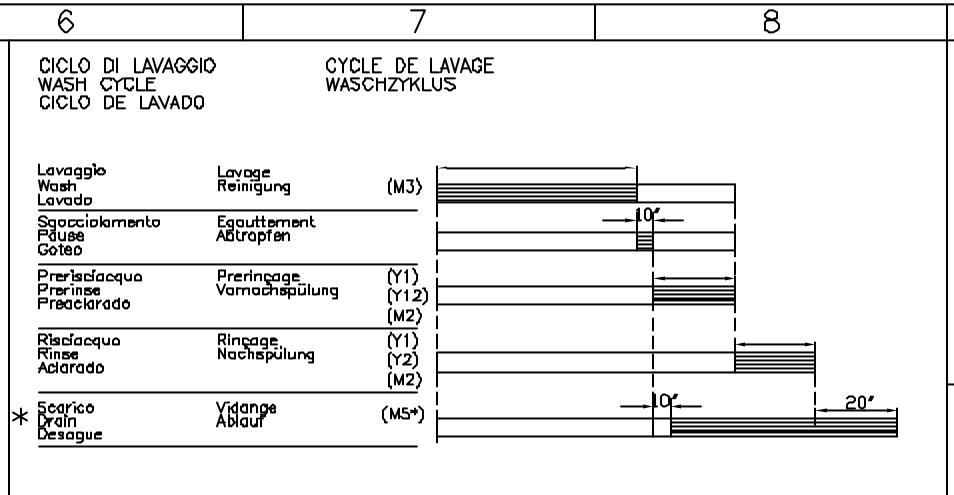 6 7 8
CICLO DI LAVAGGIO
WASH CYCLE
CICLO DE LAVADO
CYCLE DE LAVAGE
WASCHZYKLUS
Lavaggio
Wash
Lavado
Lavage
Reinigung
(M3)
Sgocciolamento
Pause
Goteo
Egouttement
Abtropfen
10"
Prerisciacquo
Prerinse
Preaclarado
Prerinçage
Vornachspülung
(Y1)
(Y12)
(M2)
Risciacquo
Rinse
Aclarado
Rinçage
Nachspülung
(Y1)
(Y2)
(M2)
* Scarico
Drain
Desague
Vidange
Ablauf
(M5*)
10"
20"